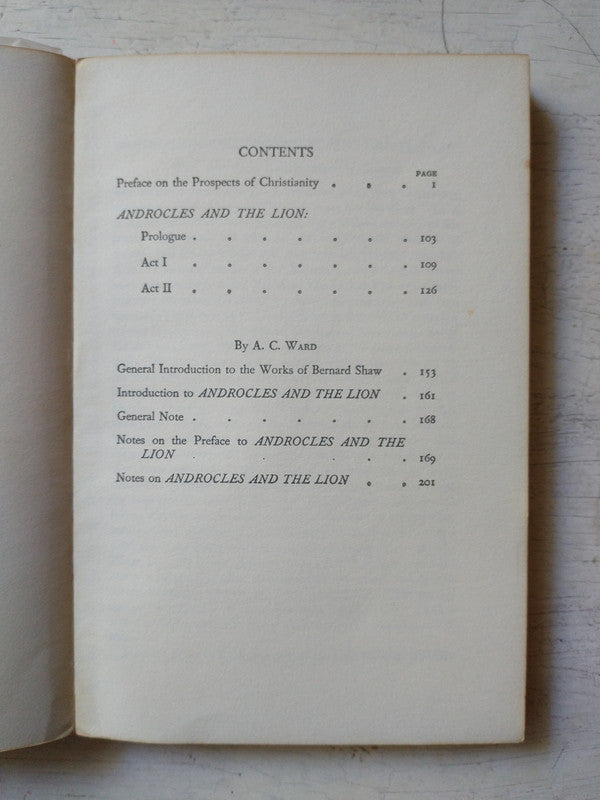 CONTENTS
PAGE
Preface on the Prospects of Christianity . . . 1
ANDROCLES AND THE LION:
Prologue . . . . . . . 103
Act I . . . . . . . 109
Act II . . . . . . . 126
By A. C. WARD
General Introduction to the Works of Bernard Shaw . 153
Introduction to ANDROCLES AND THE LION . 161
General Note . . . . . . . 168
Notes on the Preface to ANDROCLES AND THE
LION . . . . . 169
Notes on ANDROCLES AND THE LION . . 201